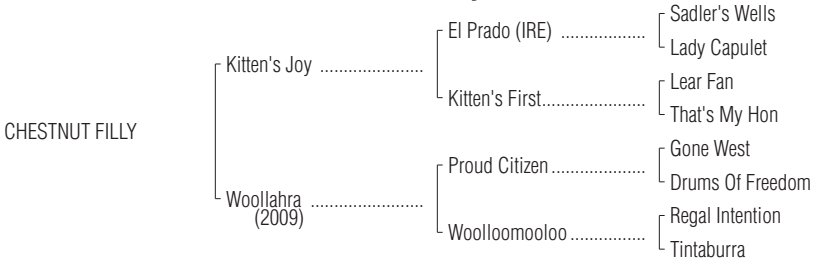 Sadler's Wells
El Prado (IRE) ..................
Lady Capulet
Kitten's Joy ......................
Lear Fan
Kitten's First......................
That's My Hon
CHESTNUT FILLY
Gone West
Proud Citizen....................
Drums Of Freedom
Woollahra ........................
(2009)
Regal Intention
Woolloomooloo................
Tintaburra